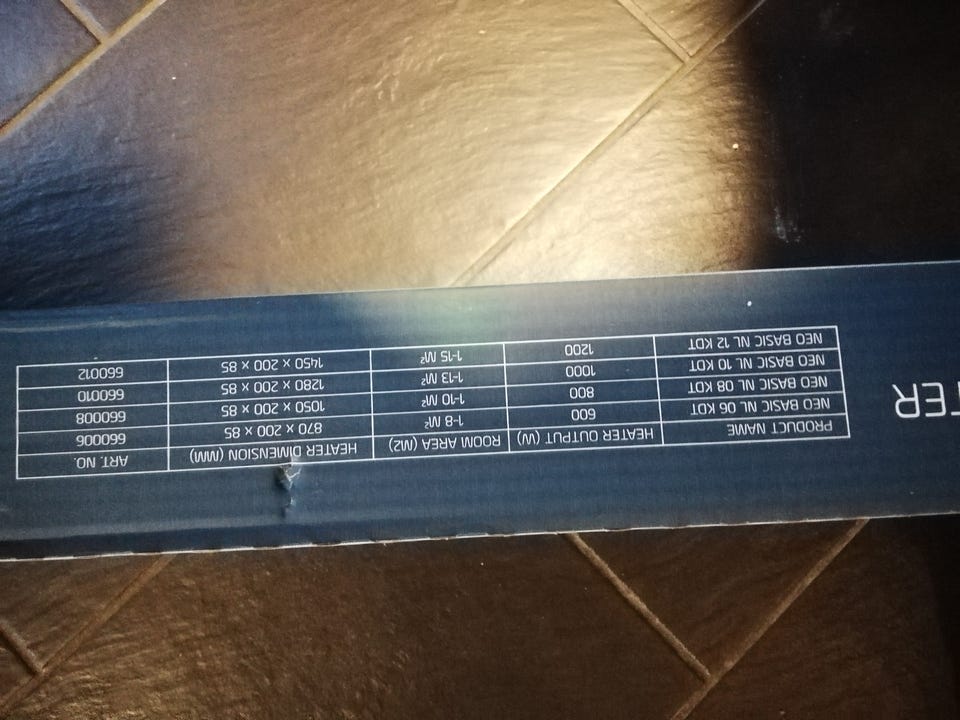 TER
PRODUCT NAME HEATER OUTPUT (W) ROOM AREA (M2) HEATER DIMENSION (MM) ART. NO.
NEO BASIC NL 06 KDT 600 1-8 M² 870 x 200 x 85 660006
NEO BASIC NL 08 KDT 800 1-10 M² 1050 x 200 x 85 660008
NEO BASIC NL 10 KDT 1000 1-13 M² 1280 x 200 x 85 660010
NEO BASIC NL 12 KDT 1200 1-15 M² 1450 x 200 x 85 660012